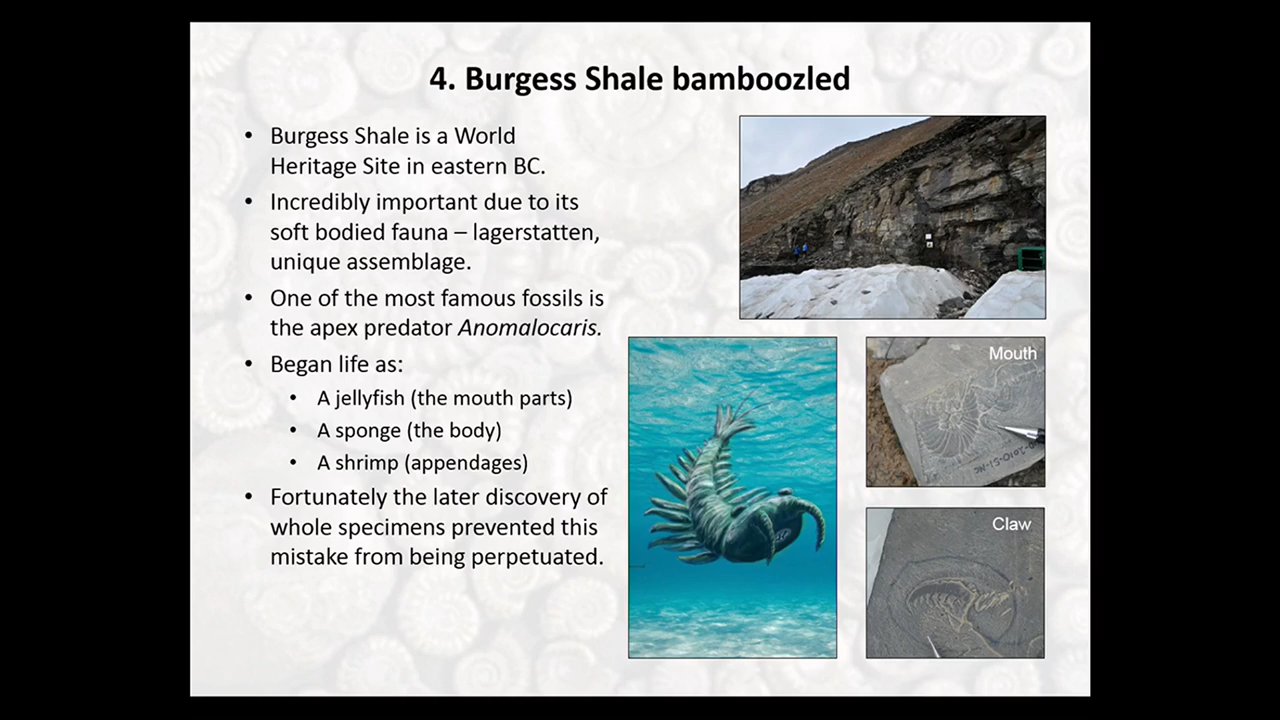 4. Burgess Shale bamboozled
• Burgess Shale is a World
Heritage Site in eastern BC.
• Incredibly important due to its
soft bodied fauna – lagerstatten,
unique assemblage.
• One of the most famous fossils is
the apex predator Anomalocaris.
• Began life as:
• A jellyfish (the mouth parts)
• A sponge (the body)
• A shrimp (appendages)
• Fortunately the later discovery of
whole specimens prevented this
mistake from being perpetuated.
Mouth
Claw